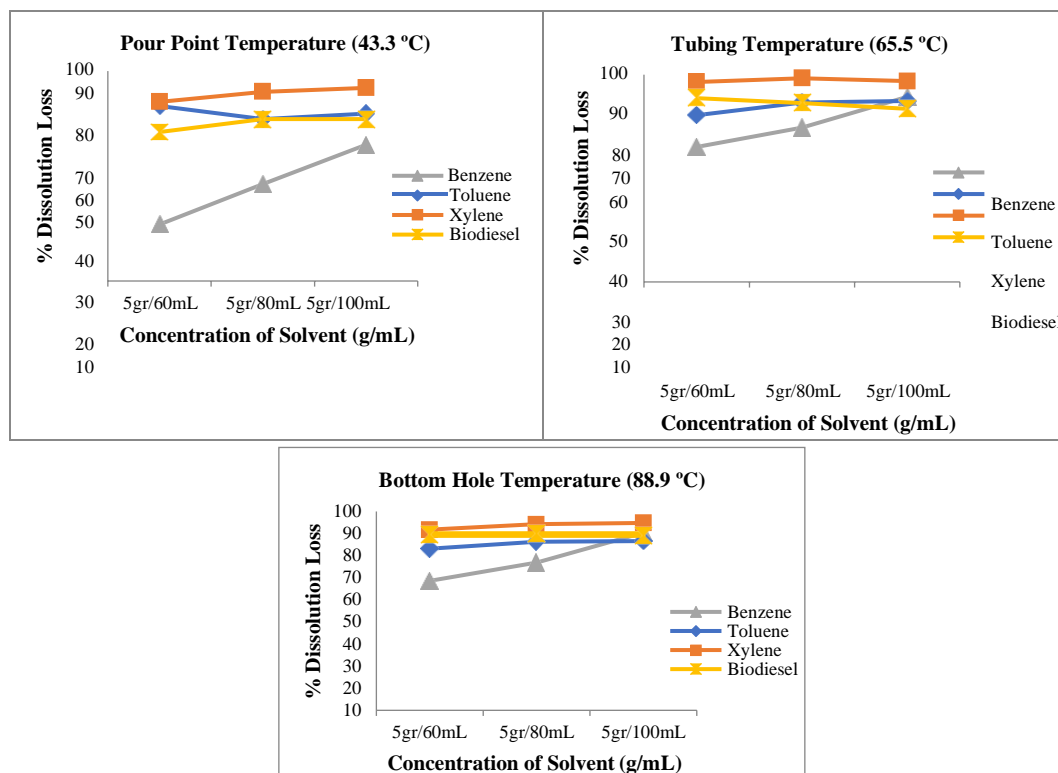 Pour Point Temperature (43.3 ºC)
100
90
80
70
60
50
40
30
20
10
% Dissolution Loss
5gr/60mL 5gr/80mL 5gr/100mL
Concentration of Solvent (g/mL)
Benzene
Toluene
Xylene
Biodiesel
Tubing Temperature (65.5 ºC)
100
90
80
70
60
50
40
30
20
10
% Dissolution Loss
5gr/60mL 5gr/80mL 5gr/100mL
Concentration of Solvent (g/mL)
Benzene
Toluene
Xylene
Biodiesel
Bottom Hole Temperature (88.9 ºC)
100
90
80
70
60
50
40
30
20
10
% Dissolution Loss
5gr/60mL 5gr/80mL 5gr/100mL
Concentration of Solvent (g/mL)
Benzene
Toluene
Xylene
Biodiesel